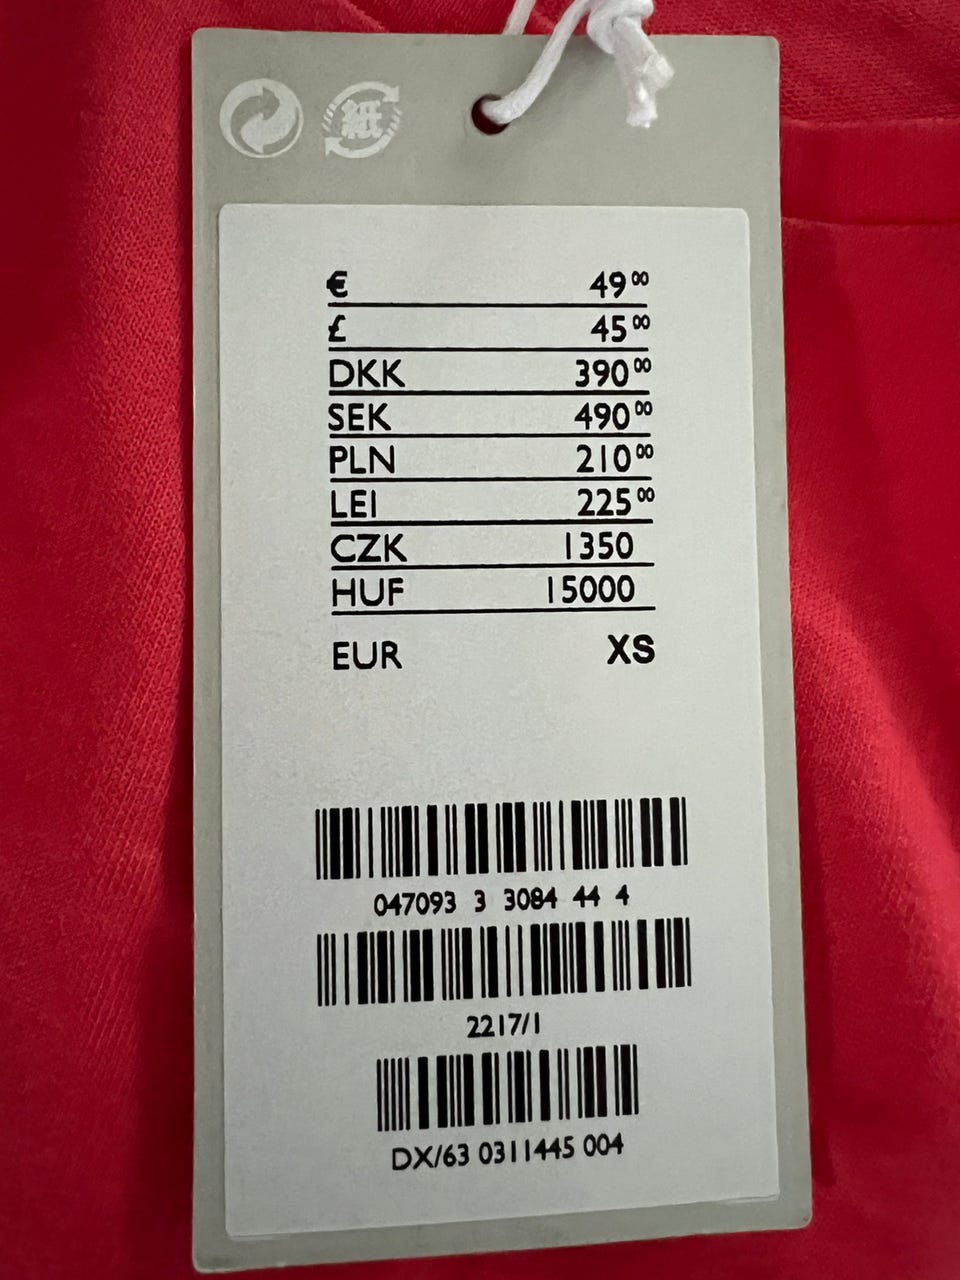 紙
€ 49⁰⁰
£ 45⁰⁰
DKK 390⁰⁰
SEK 490⁰⁰
PLN 210⁰⁰
LEI 225⁰⁰
CZK 1350
HUF 15000
EUR XS
047093 3 3084 44 4
2217/1
DX/63 0311445 004